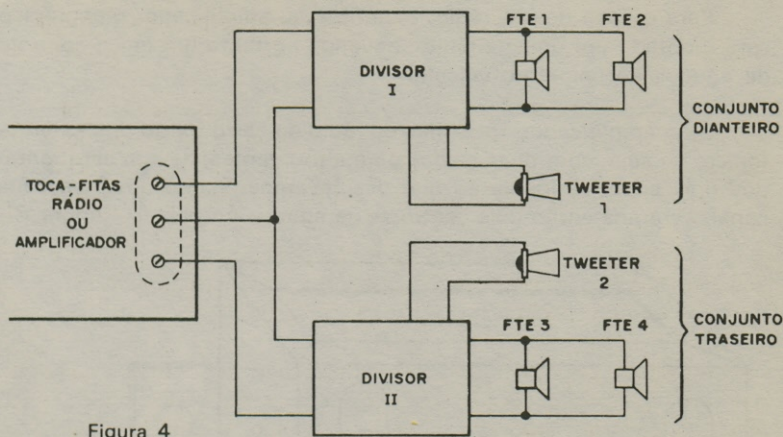 FTE 1
FTE 2
DIVISOR
I
CONJUNTO
DIANTEIRO
TOCA-FITAS
RÁDIO
OU
AMPLIFICADOR
TWEETER
1
TWEETER
2
FTE 3
FTE 4
CONJUNTO
TRASEIRO
DIVISOR
II
Figura 4